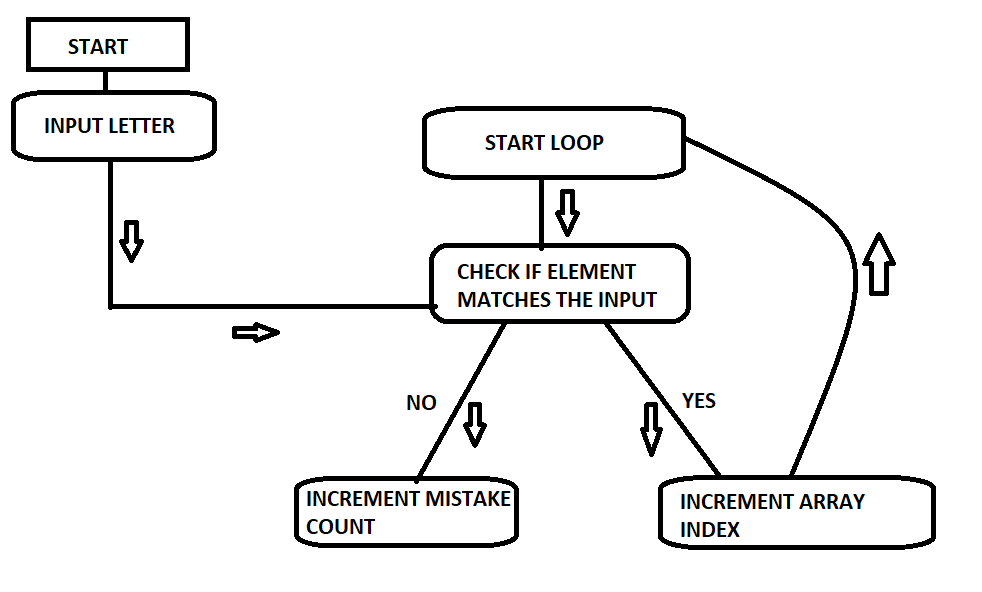 START
INPUT LETTER
START LOOP
CHECK IF ELEMENT
MATCHES THE INPUT
NO
YES
INCREMENT MISTAKE
COUNT
INCREMENT ARRAY
INDEX